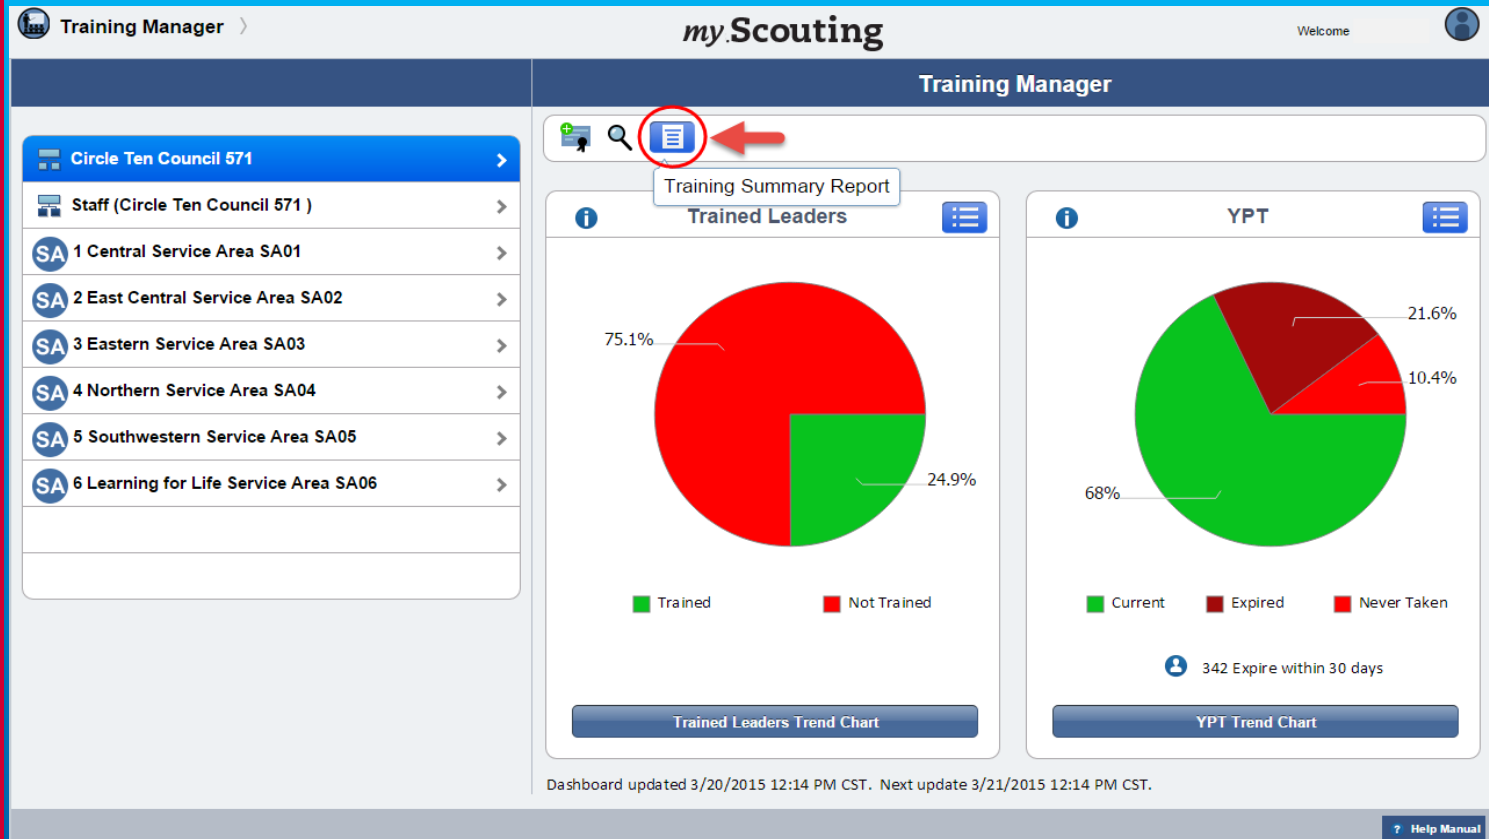 Training Manager
my.Scouting
Welcome
Training Manager
Circle Ten Council 571
Staff (Circle Ten Council 571 )
SA 1 Central Service Area SA01
SA 2 East Central Service Area SA02
SA 3 Eastern Service Area SA03
SA 4 Northern Service Area SA04
SA 5 Southwestern Service Area SA05
SA 6 Learning for Life Service Area SA06
Training Summary Report
Trained Leaders
75.1%
24.9%
Trained
Not Trained
Trained Leaders Trend Chart
YPT
21.6%
10.4%
68%
Current
Expired
Never Taken
342 Expire within 30 days
YPT Trend Chart
Dashboard updated 3/20/2015 12:14 PM CST. Next update 3/21/2015 12:14 PM CST.
? Help Manual